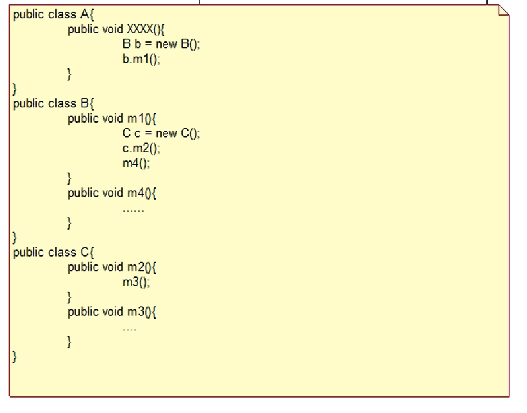 public class A{
public void XXXX(){
B b = new B();
b.m1();
}
}
public class B{
public void m1(){
C c = new C();
c.m2();
m4();
}
public void m4(){
......
}
}
public class C{
public void m2(){
m3();
}
public void m3(){
....
}
}